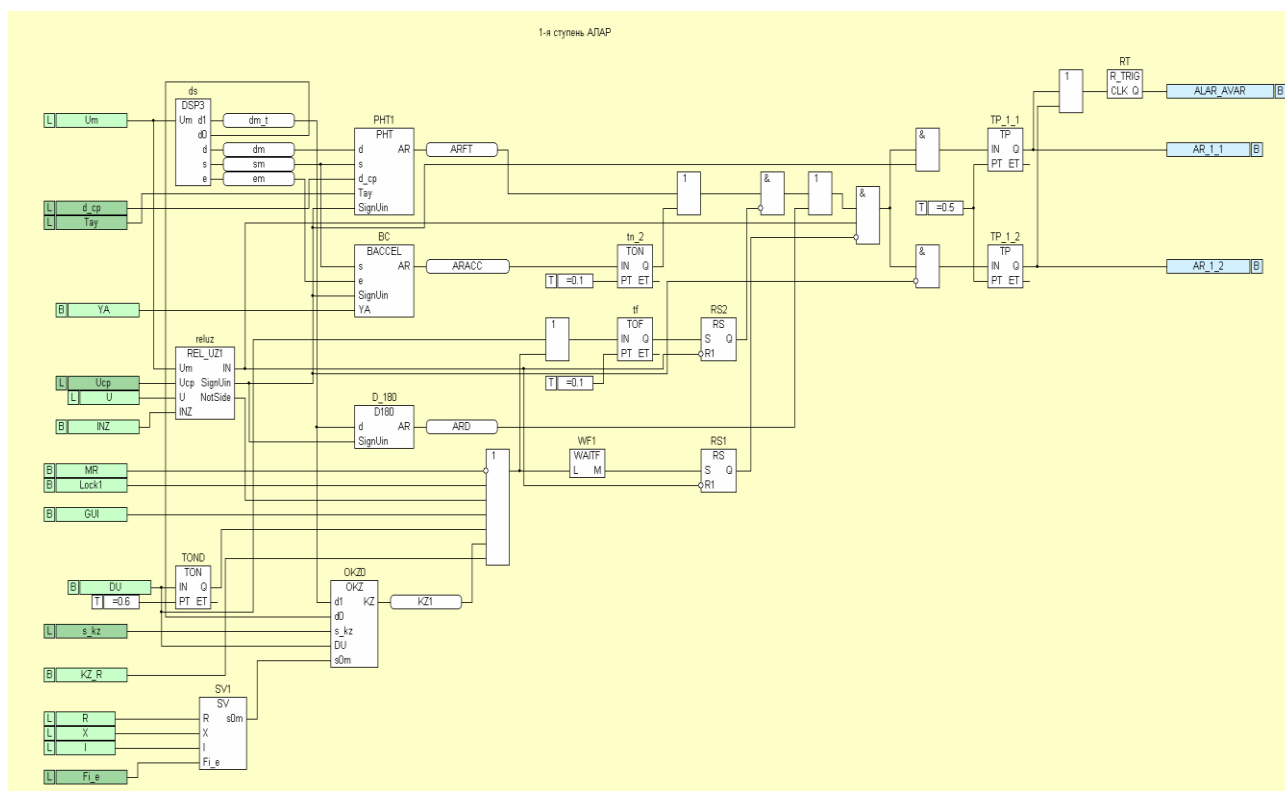 1-я ступень АЛАР
RT
R_TRIG
CLK Q
1
ALAR_AVAR B
ds
DSP3
Um d1
d0
d
s
e
L Um
dm_t
dm
sm
em
PHT1
PHT
d AR
s
d_cp
Tay
SignUin
ARFT
L d_cp
L Tay
&
TP_1_1
TP
IN Q
PT ET
AR_1_1 B
1
&
1
&
T =0.5
BC
BACCEL
s AR
e
SignUin
YA
ARACC
tn_2
TON
IN Q
PT ET
T =0.1
&
TP_1_2
TP
IN Q
PT ET
AR_1_2 B
B YA
reluz
REL_UZ1
Um IN
Ucp SignUin
U NotSide
INZ
L Ucp
L U
B INZ
1
tf
TOF
IN Q
PT ET
T =0.1
RS2
RS
S Q
R1
D_180
D180
d AR
SignUin
ARD
WF1
WAITF
L M
RS1
RS
S Q
R1
1
B MR
B Lock1
B GUI
TOND
TON
IN Q
PT ET
B DU
T =0.6
OKZ0
OKZ
d1 KZ
d0
s_kz
DU
s0m
KZ1
L s_kz
B KZ_R
SV1
SV
R s0m
X
I
Fi_e
L R
L X
L I
L Fi_e